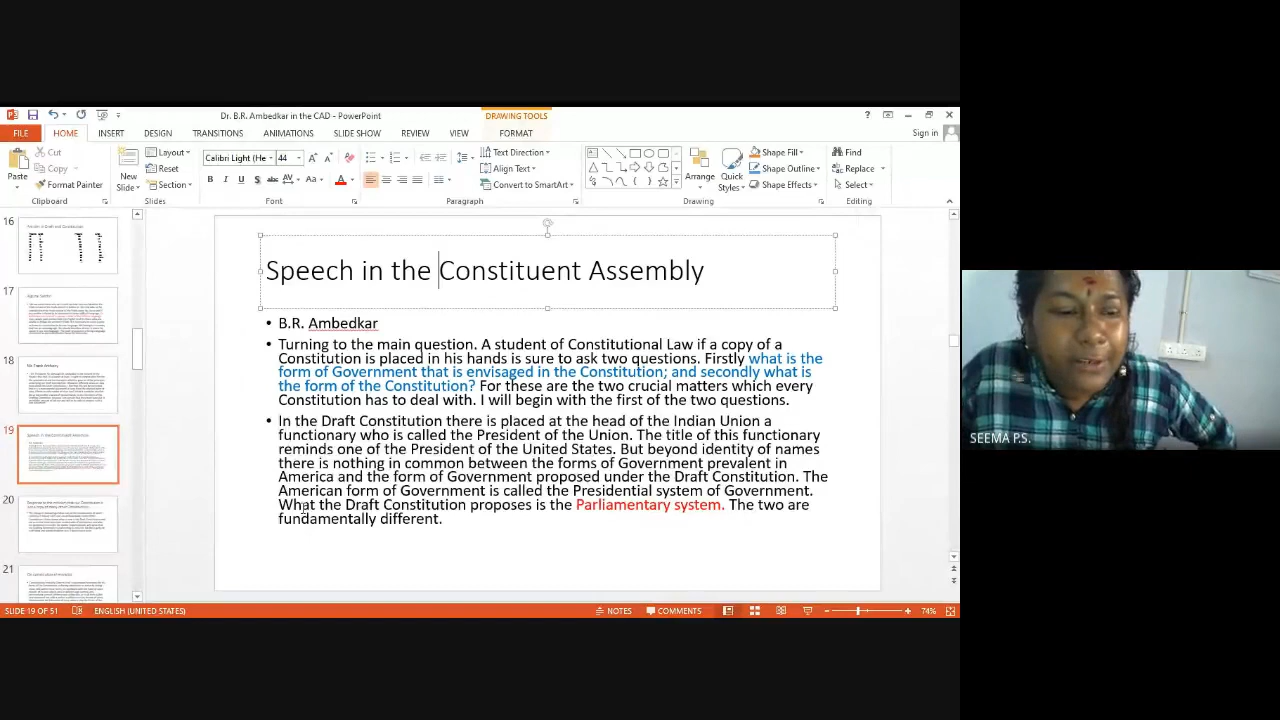 Dr. B.R. Ambedkar in the CAD - PowerPoint
DRAWING TOOLS
FILE HOME INSERT DESIGN TRANSITIONS ANIMATIONS SLIDE SHOW REVIEW VIEW FORMAT Sign in
Paste
Cut
Copy
Format Painter
Clipboard
New Slide
Layout
Reset
Section
Slides
Calibri Light (He 44
Font
Text Direction
Align Text
Convert to SmartArt
Paragraph
Arrange
Quick Styles
Shape Fill
Shape Outline
Shape Effects
Drawing
Find
Replace
Select
Editing
16
17
18
19
20
21
Speech in the Constituent Assembly
• B.R. Ambedkar
• Turning to the main question. A student of Constitutional Law if a copy of a
Constitution is placed in his hands is sure to ask two questions. Firstly what is the
form of Government that is envisaged in the Constitution; and secondly what is
the form of the Constitution? For these are the two crucial matters which every
Constitution has to deal with. I will begin with the first of the two questions.
• In the Draft Constitution there is placed at the head of the Indian Union a
functionary who is called the President of the Union. The title of this functionary
reminds one of the President of the United States. But beyond identity of names
there is nothing in common between the forms of Government prevalent in
America and the form of Government proposed under the Draft Constitution. The
American form of Government is called the Presidential system of Government.
What the Draft Constitution proposes is the Parliamentary system. The two are
fundamentally different.
SEEMA P.S.
SLIDE 19 OF 51 ENGLISH (UNITED STATES) NOTES COMMENTS 74%